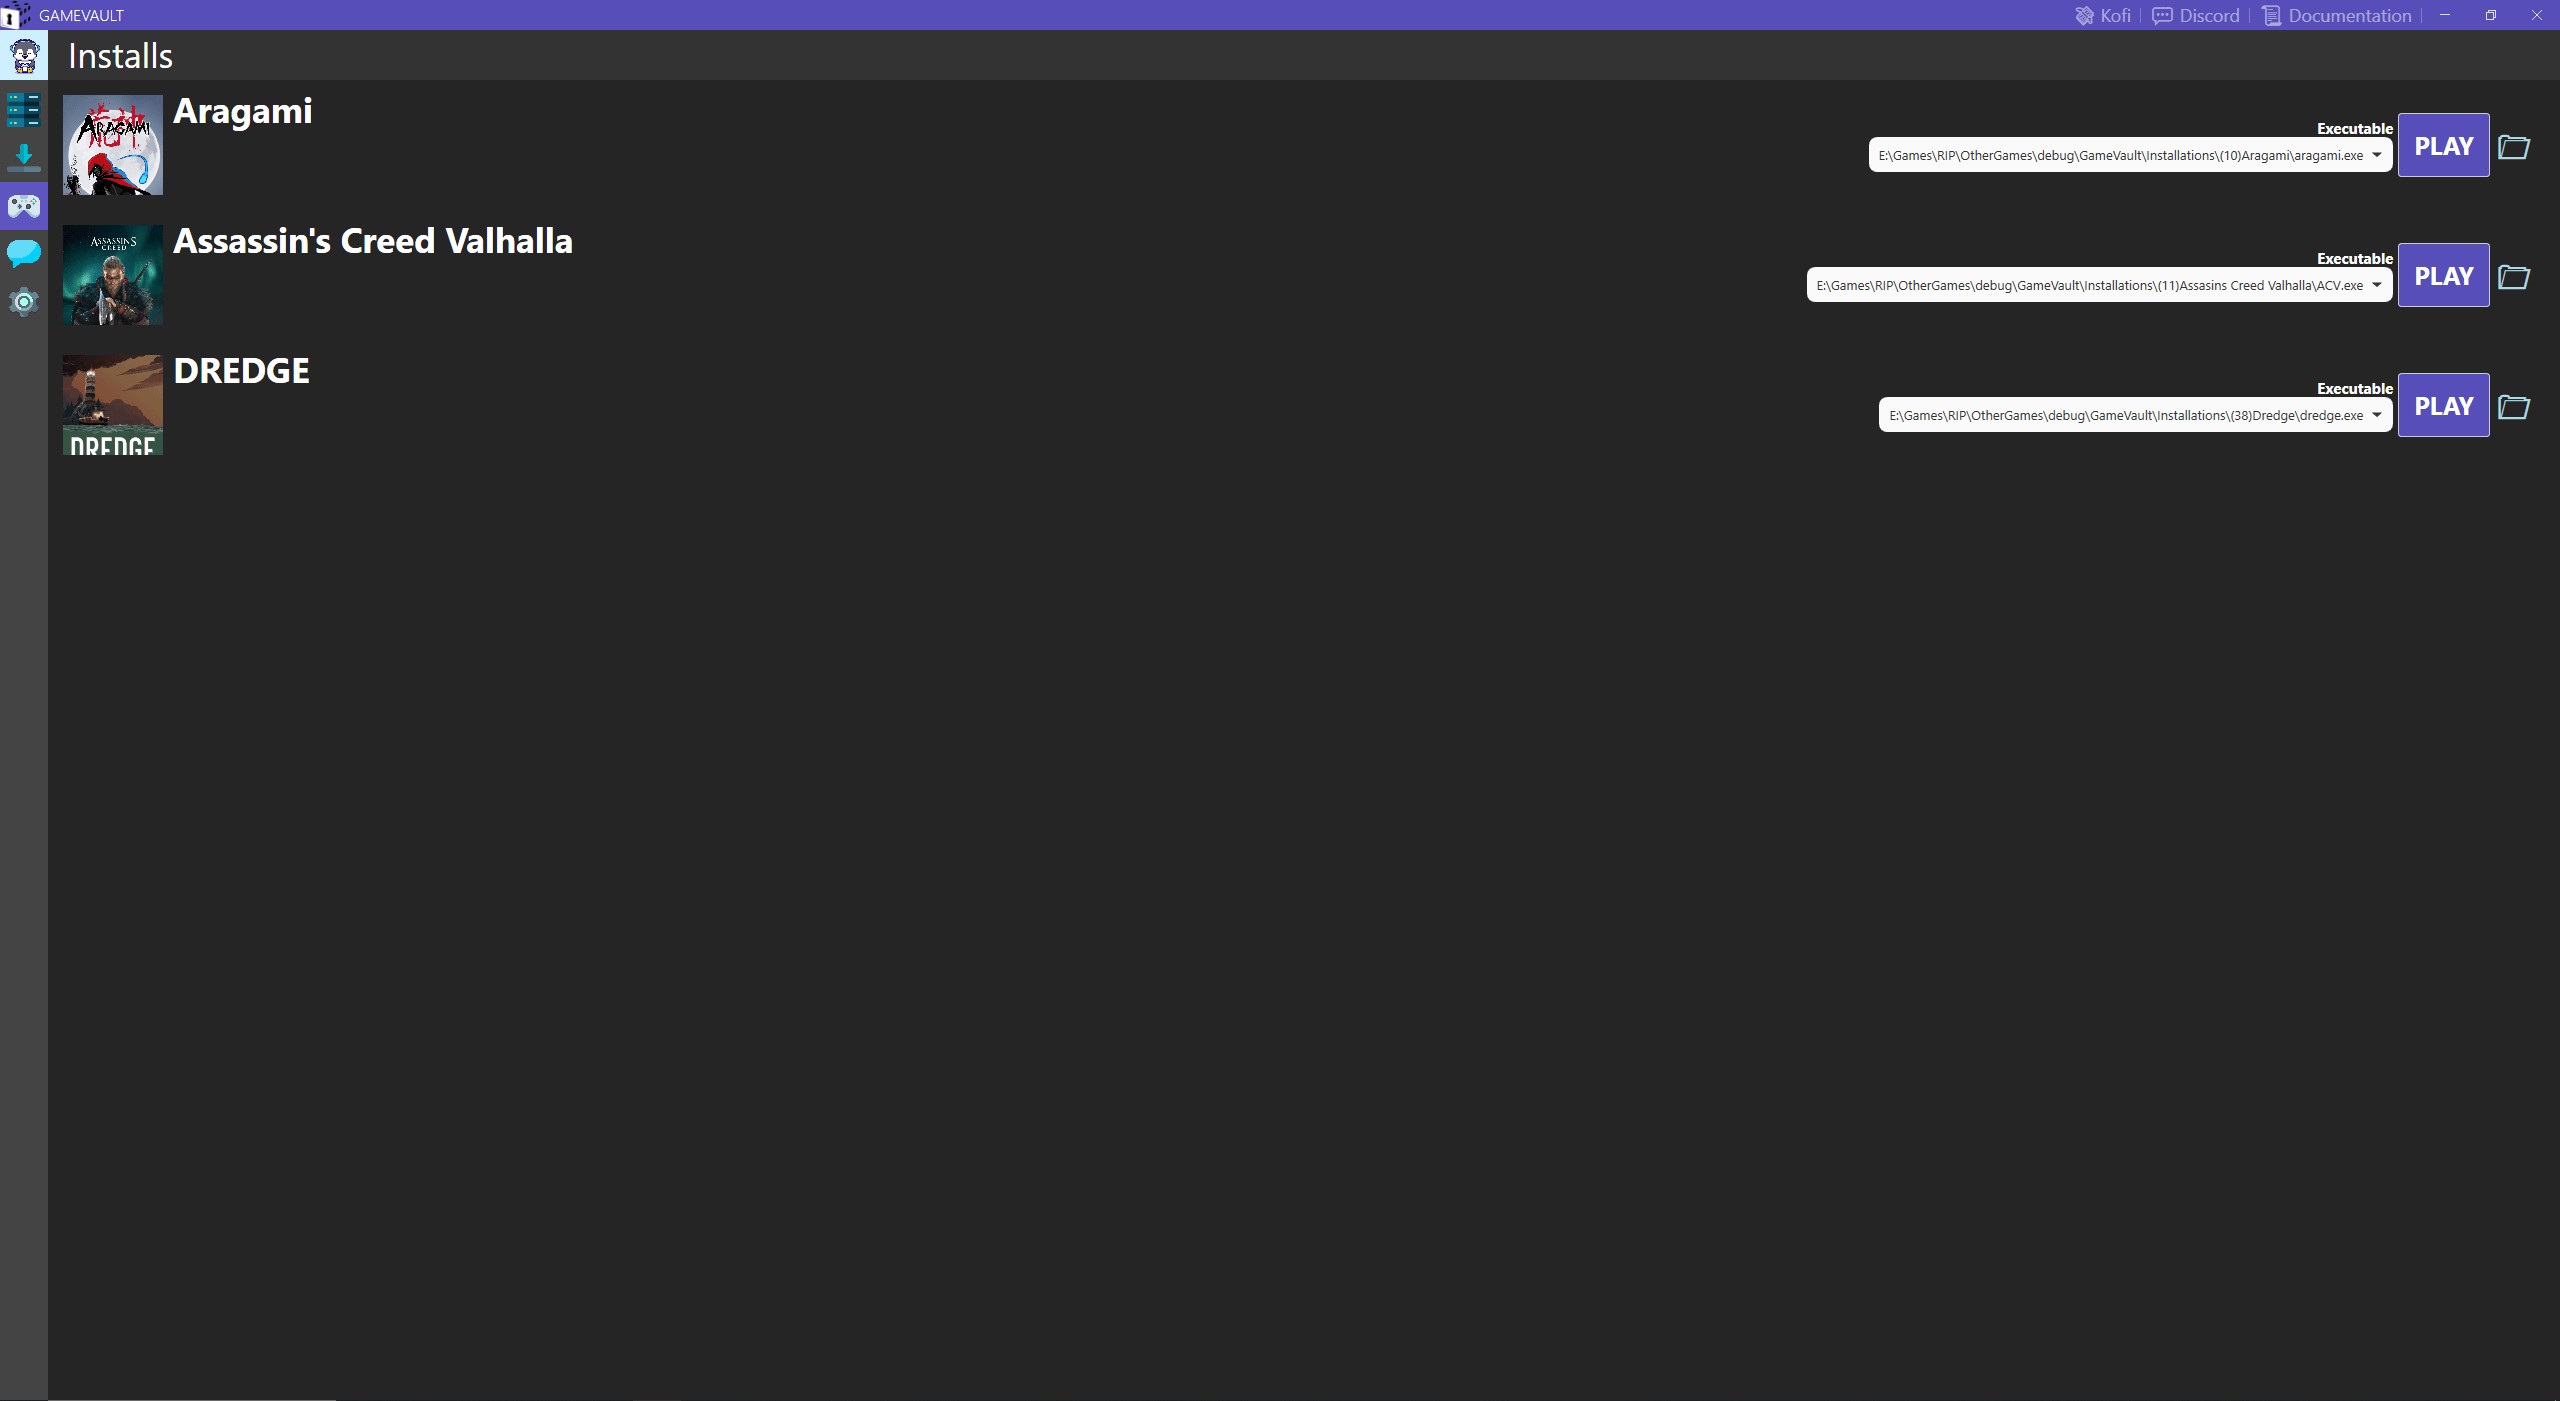 GAMEVAULT
Kofi
Discord
Documentation
Installs
荒神
ARAGAMI
Aragami
Executable
E:\Games\RIP\OtherGames\debug\GameVault\Installations\(10)Aragami\aragami.exe
PLAY
ASSASSIN'S
CREED
Assassin's Creed Valhalla
Executable
E:\Games\RIP\OtherGames\debug\GameVault\Installations\(11)Assasins Creed Valhalla\ACV.exe
PLAY
DREDGE
DREDGE
Executable
E:\Games\RIP\OtherGames\debug\GameVault\Installations\(38)Dredge\dredge.exe
PLAY